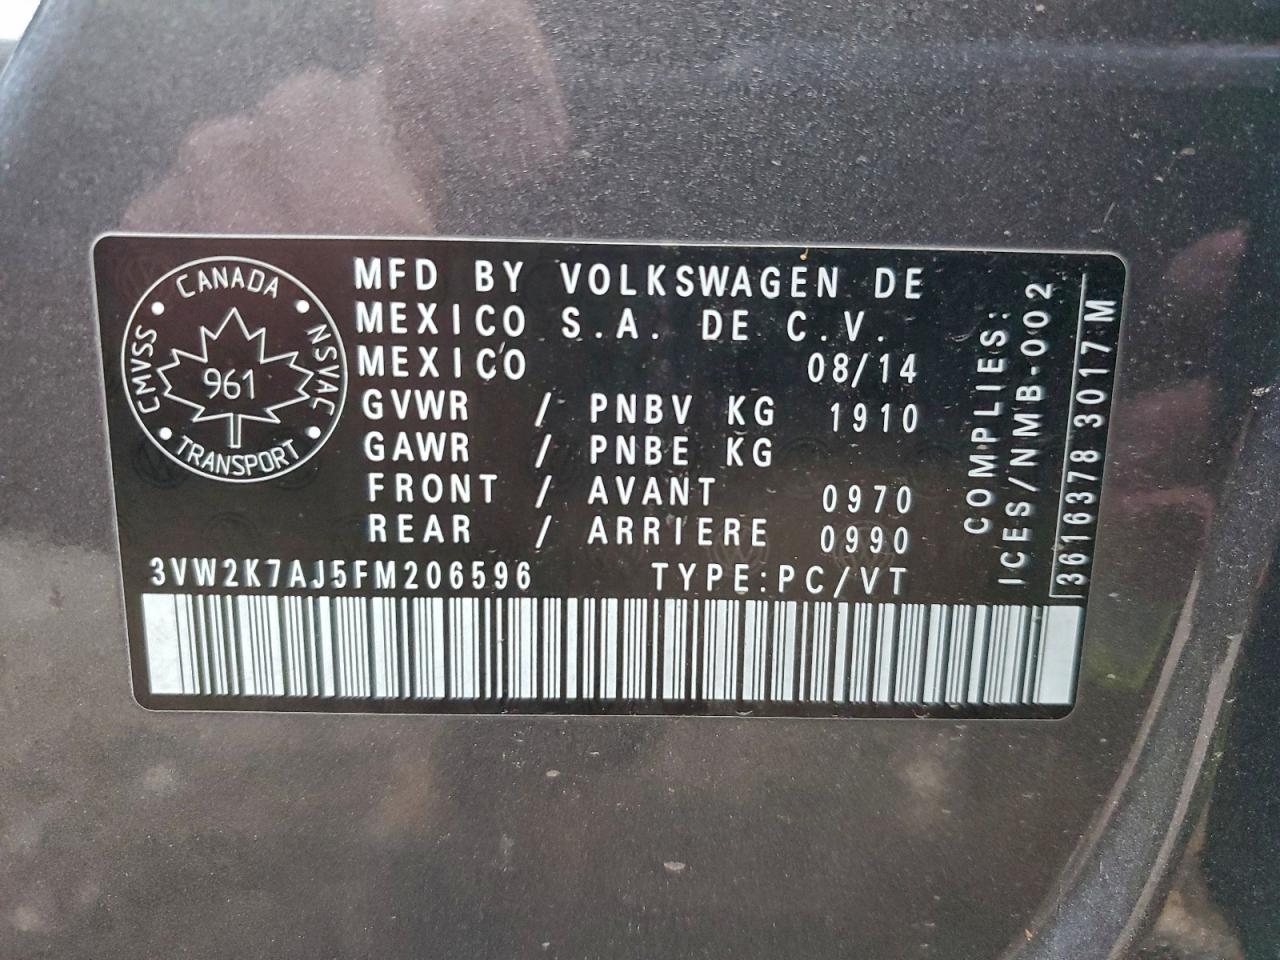 CANADA
CMVSS
NSVAC
961
TRANSPORT
MFD BY VOLKSWAGEN DE
MEXICO S.A. DE C.V.
MEXICO 08/14
GVWR / PNBV KG 1910
GAWR / PNBE KG
FRONT / AVANT 0970
REAR / ARRIERE 0990
3VW2K7AJ5FM206596 TYPE:PC/VT
COMPLIES:
ICES/NMB-002
3616378 3017 M